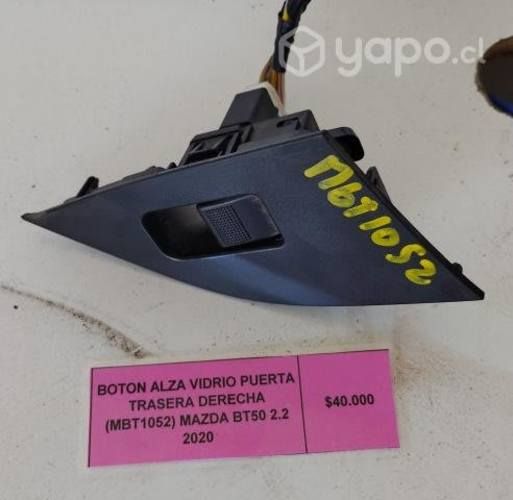 yapo.cl
Mbt1052
BOTON ALZA VIDRIO PUERTA
TRASERA DERECHA
(MBT1052) MAZDA BT50 2.2
2020
$40.000